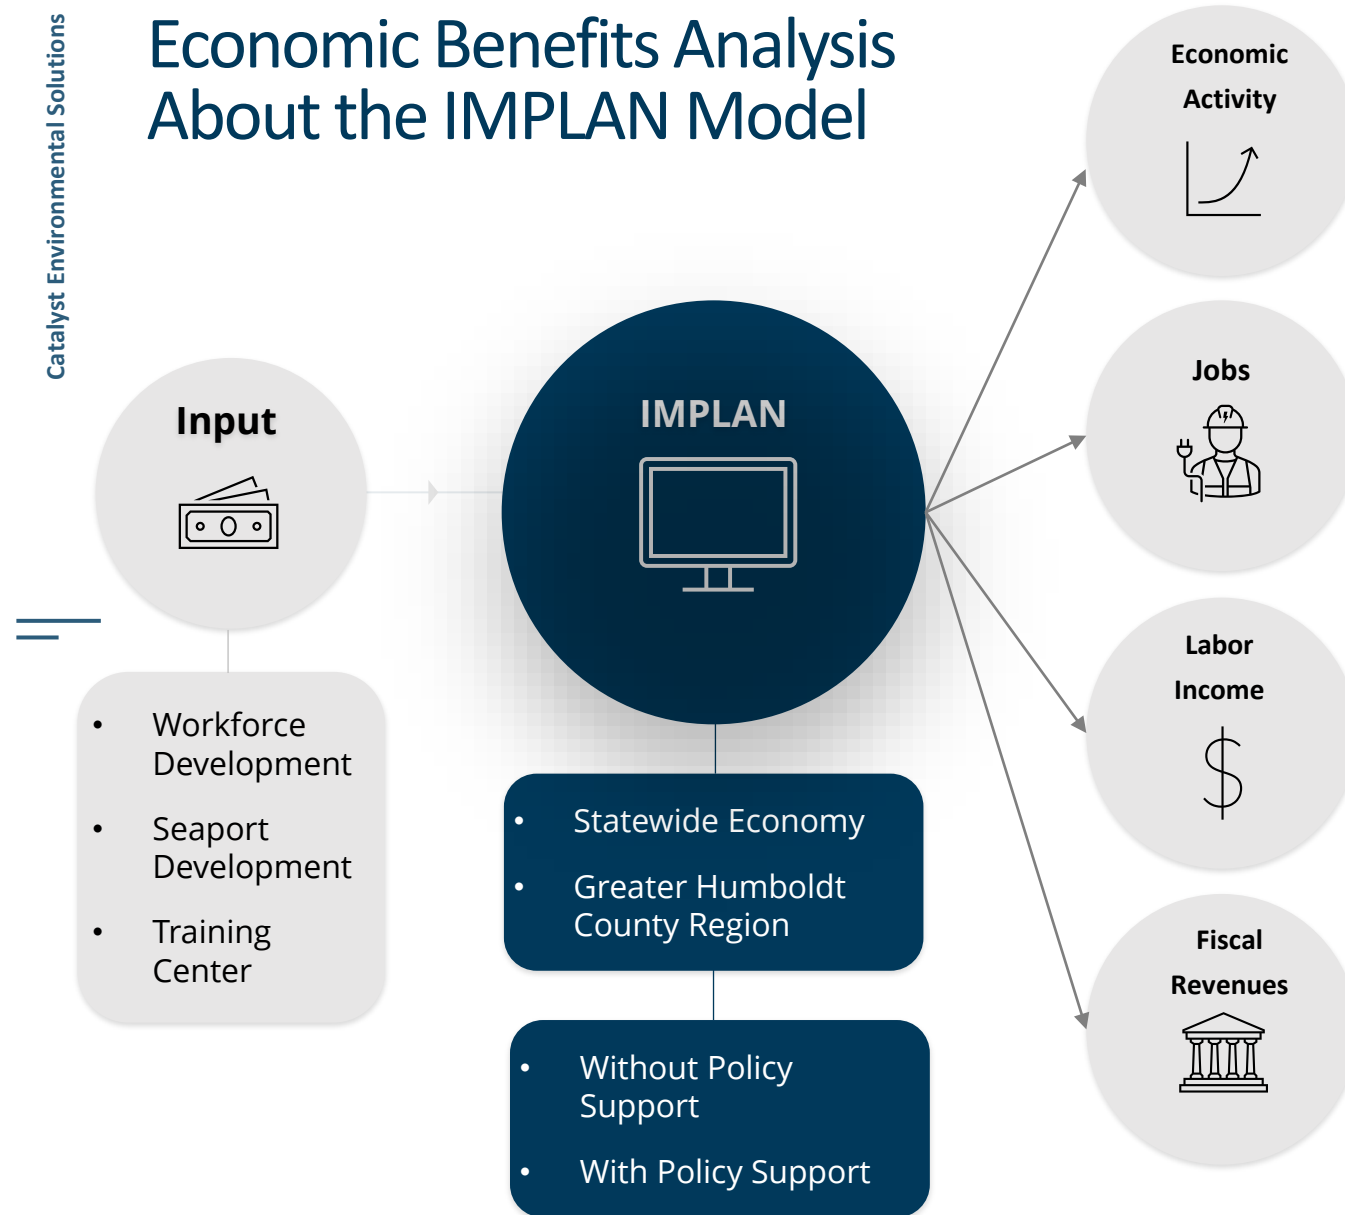 Catalyst Environmental Solutions
Economic Benefits Analysis
About the IMPLAN Model
Input
• Workforce
Development
• Seaport
Development
• Training
Center
IMPLAN
• Statewide Economy
• Greater Humboldt
County Region
• Without Policy
Support
• With Policy Support
Economic
Activity
Jobs
Labor
Income
Fiscal
Revenues